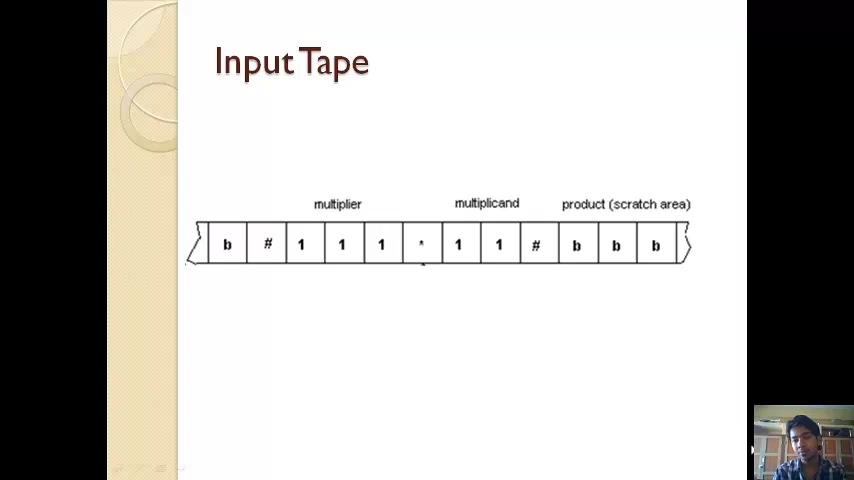 Input Tape
multiplier multiplicand product (scratch area)
b # 1 1 1 * 1 1 # b b b